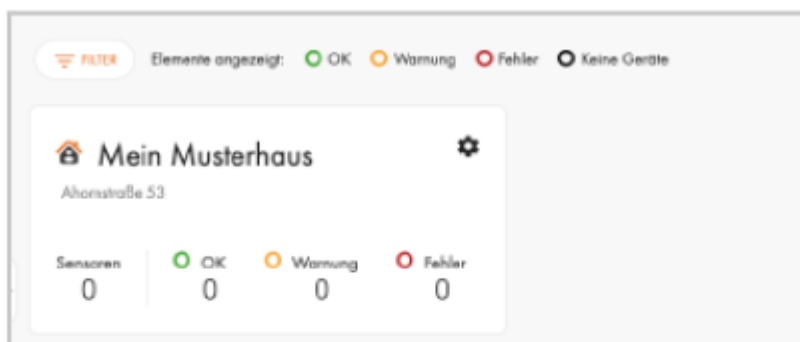 FILTER Elemente angezeigt: OK Warnung Fehler Keine Geräte
Mein Musterhaus
Ahornstraße 53
Sensoren OK Warnung Fehler
0 0 0 0